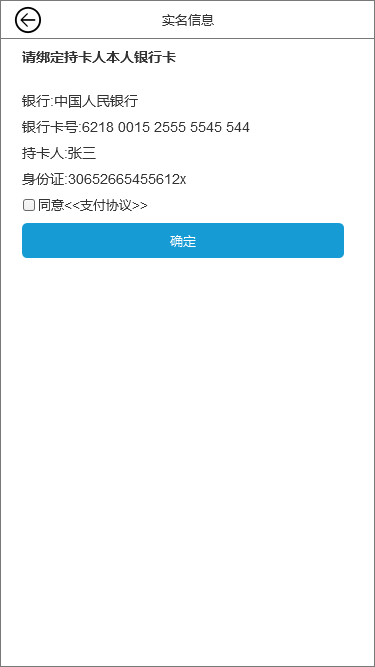 实名信息
请绑定持卡人本人银行卡
银行:中国人民银行
银行卡号:6218 0015 2555 5545 544
持卡人:张三
身份证:30652665455612x
同意<<支付协议>>
确定